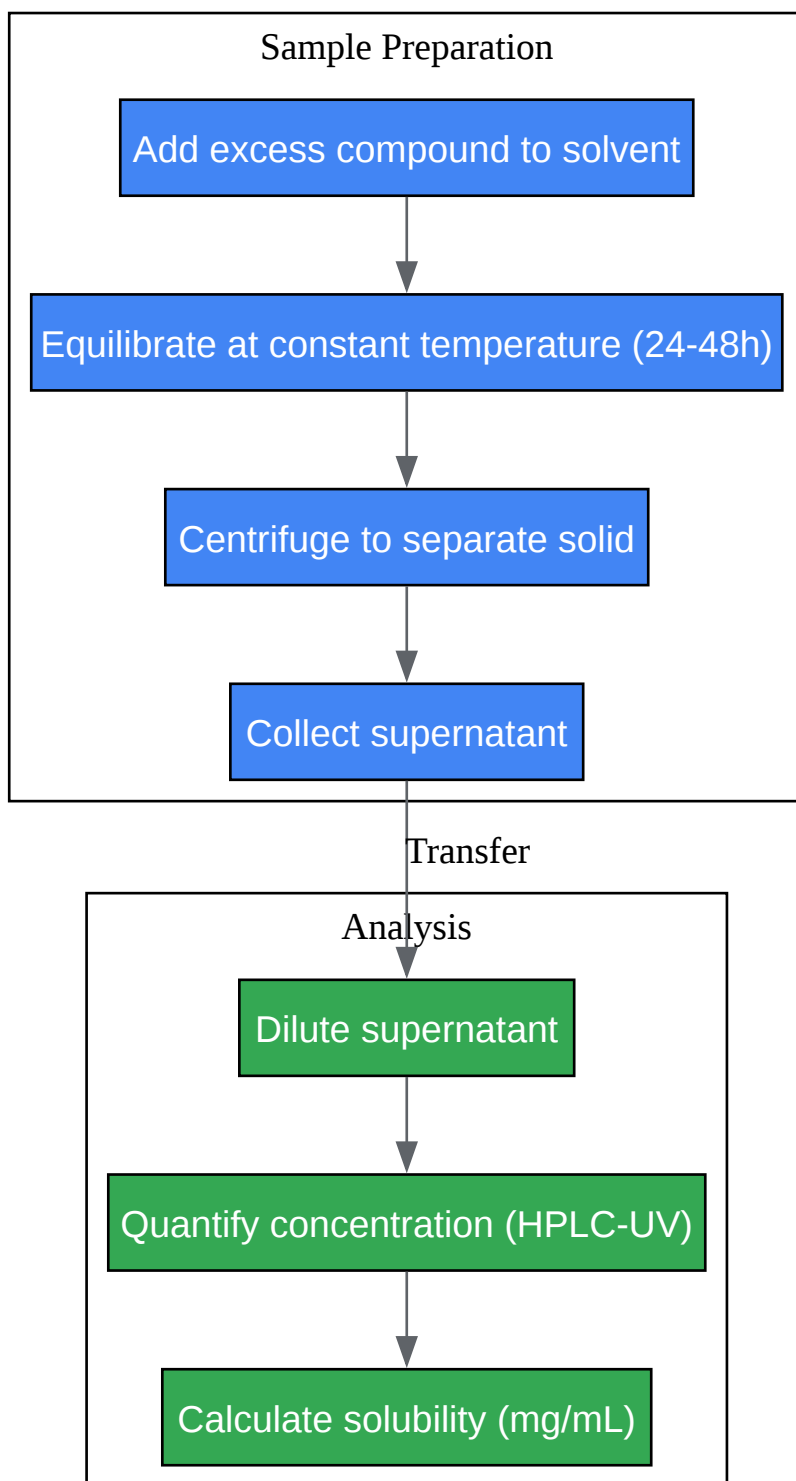 Sample Preparation
Add excess compound to solvent
Equilibrate at constant temperature (24-48h)
Centrifuge to separate solid
Collect supernatant
Transfer
Analysis
Dilute supernatant
Quantify concentration (HPLC-UV)
Calculate solubility (mg/mL)